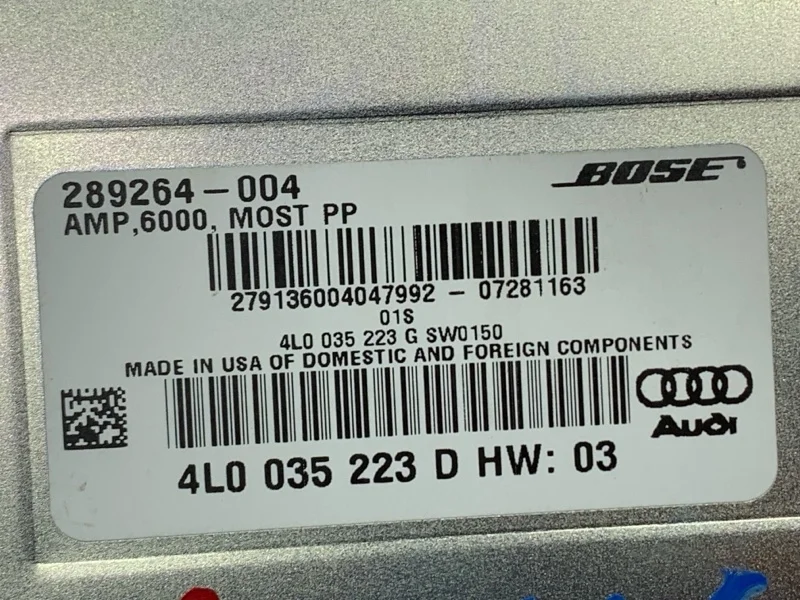 289264-004
BOSE
AMP,6000, MOST PP
279136004047992 - 07281163
01S
4L0 035 223 G SW0150
MADE IN USA OF DOMESTIC AND FOREIGN COMPONENTS
Audi
4L0 035 223 D HW: 03